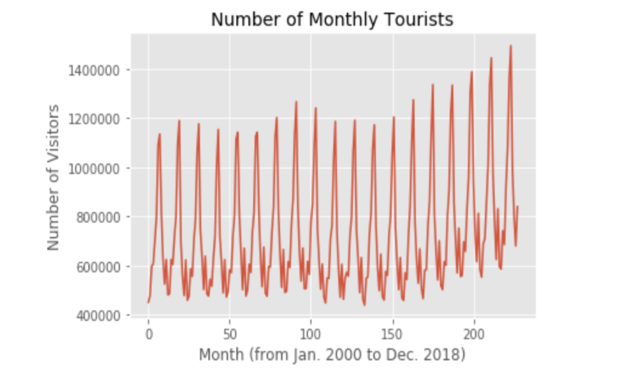 Number of Monthly Tourists
Number of Visitors
1400000
1200000
1000000
800000
600000
400000
0 50 100 150 200
Month (from Jan. 2000 to Dec. 2018)